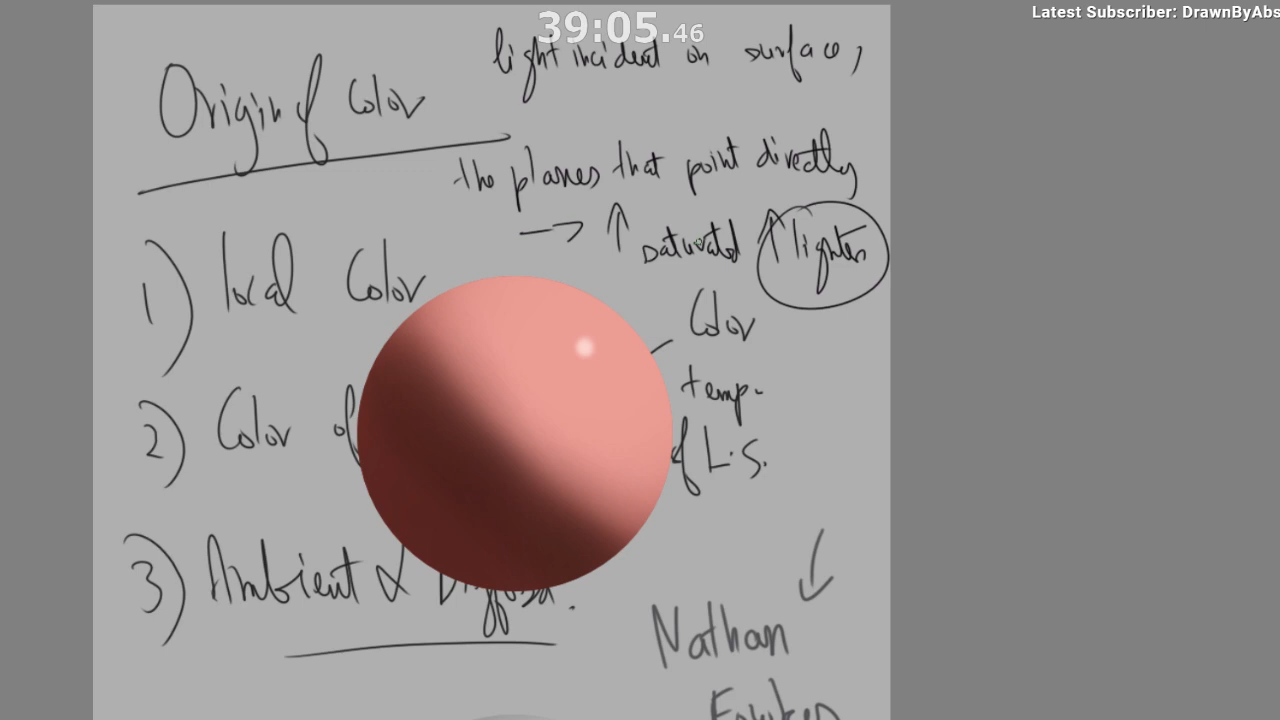 39:05.46
Latest Subscriber: DrawnByAbs
light incident on surface,
Origin of Color
the planes that point directly
→ ↑ saturated ↑ lighter
1) local Color
Color
temp.
of L.S.
2) Color of
3) Ambient &
Nathan
Fowkes